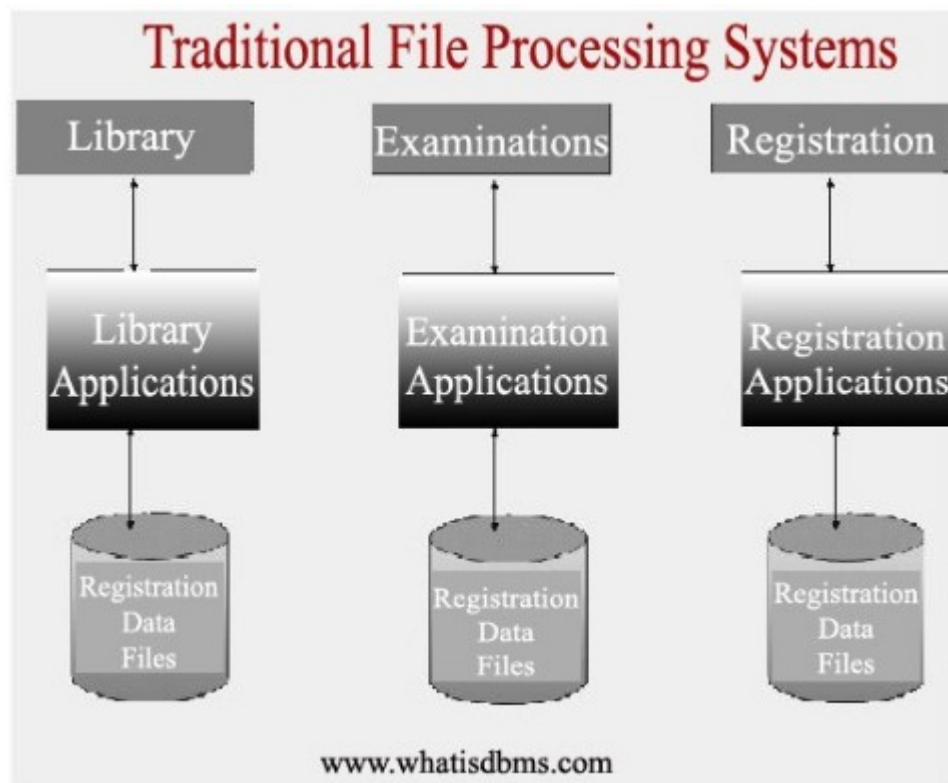 Traditional File Processing Systems
Library
Examinations
Registration
Library
Applications
Examination
Applications
Registration
Applications
Registration
Data
Files
Registration
Data
Files
Registration
Data
Files
www.whatisdbms.com